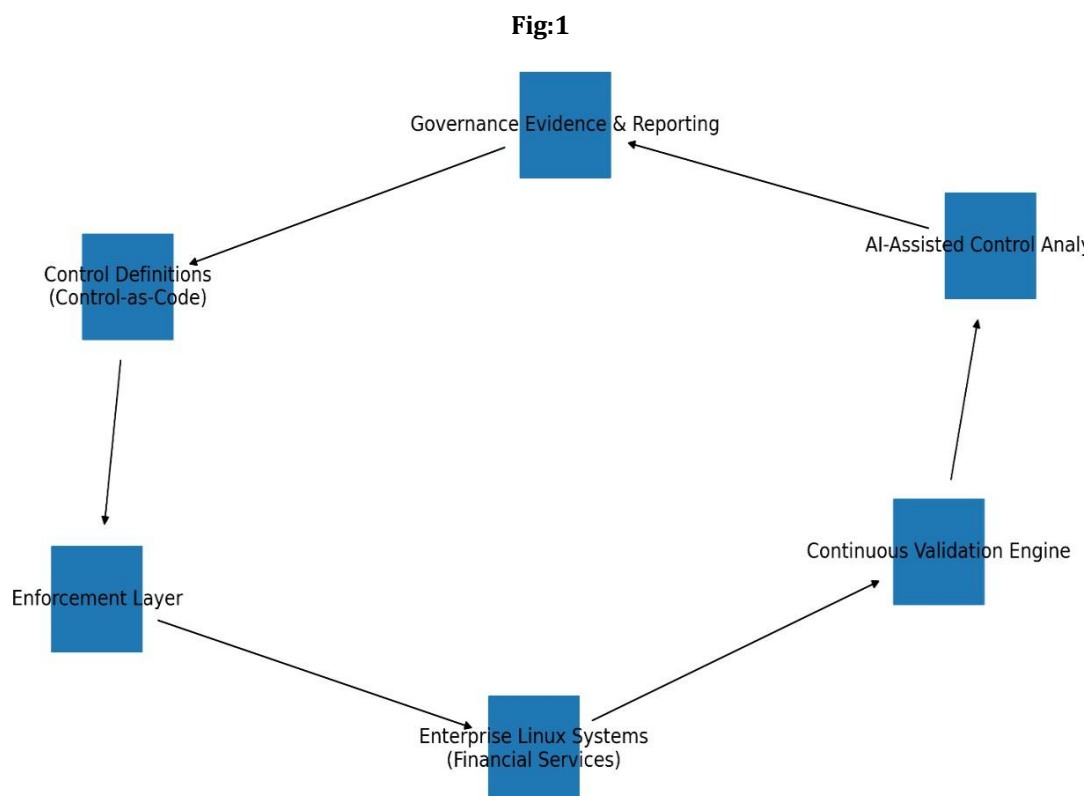 Fig:1
Governance Evidence & Reporting
AI-Assisted Control Analy
Control Definitions
(Control-as-Code)
Continuous Validation Engine
Enforcement Layer
Enterprise Linux Systems
(Financial Services)